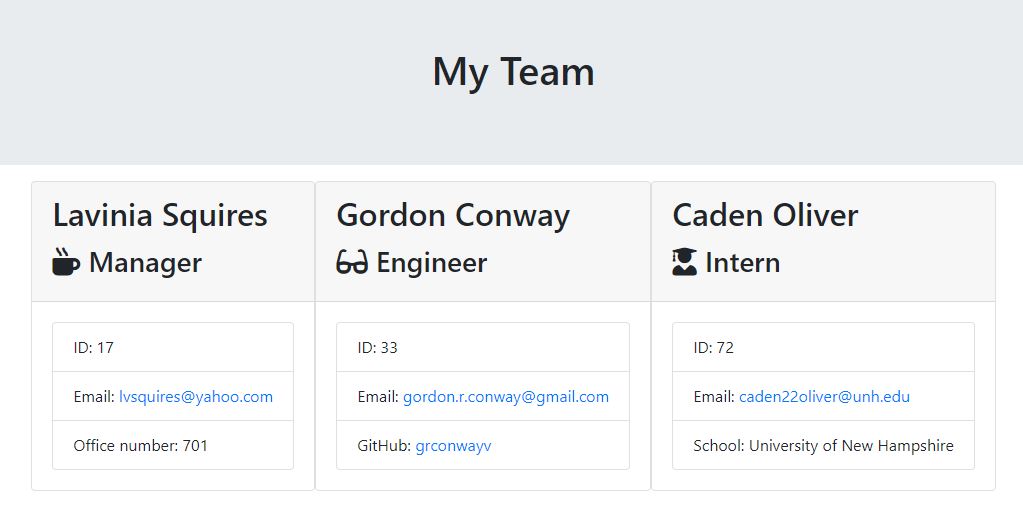 My Team
Lavinia Squires
Manager
ID: 17
Email: lvsquires@yahoo.com
Office number: 701
Gordon Conway
Engineer
ID: 33
Email: gordon.r.conway@gmail.com
GitHub: grconwayv
Caden Oliver
Intern
ID: 72
Email: caden22oliver@unh.edu
School: University of New Hampshire